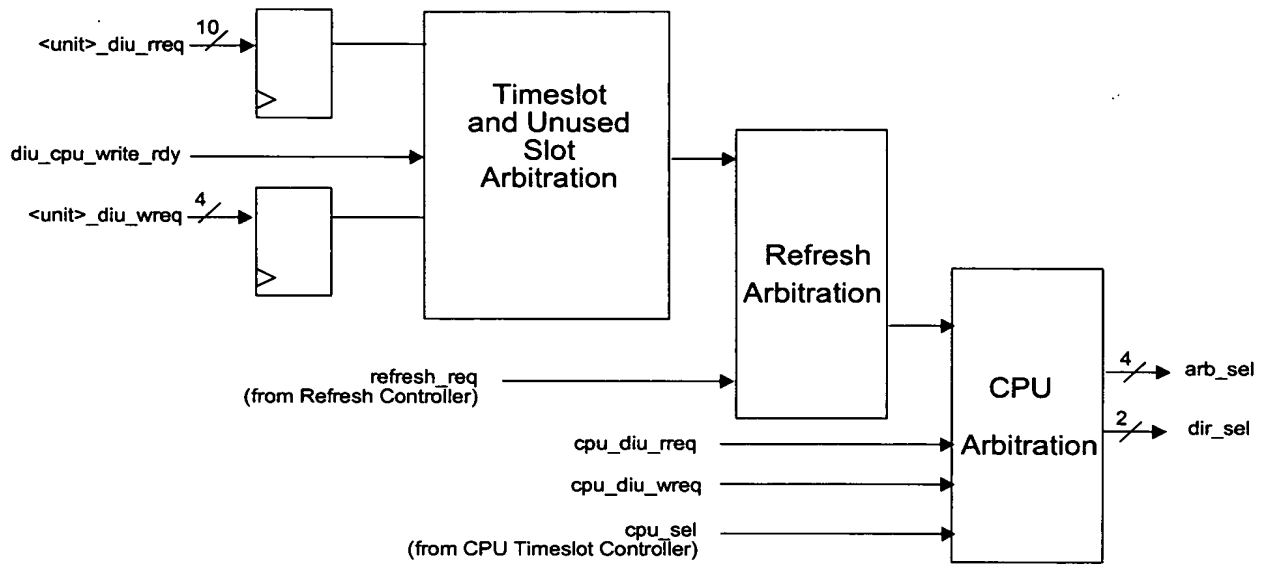 10
<unit>_diu_rreq
Timeslot
and Unused
Slot
Arbitration
diu_cpu_write_rdy
4
<unit>_diu_wreq
Refresh
Arbitration
refresh_req
(from Refresh Controller)
CPU
Arbitration
4
arb_sel
2
dir_sel
cpu_diu_rreq
cpu_diu_wreq
cpu_sel
(from CPU Timeslot Controller)